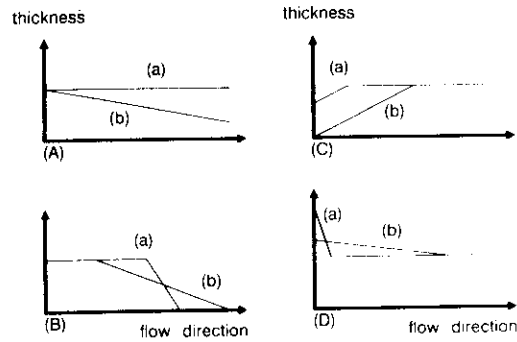 thickness
thickness
(a)
(b)
(A)
(a)
(b)
(C)
(a)
(b)
(B)
flow direction
(a)
(b)
(D)
flow direction